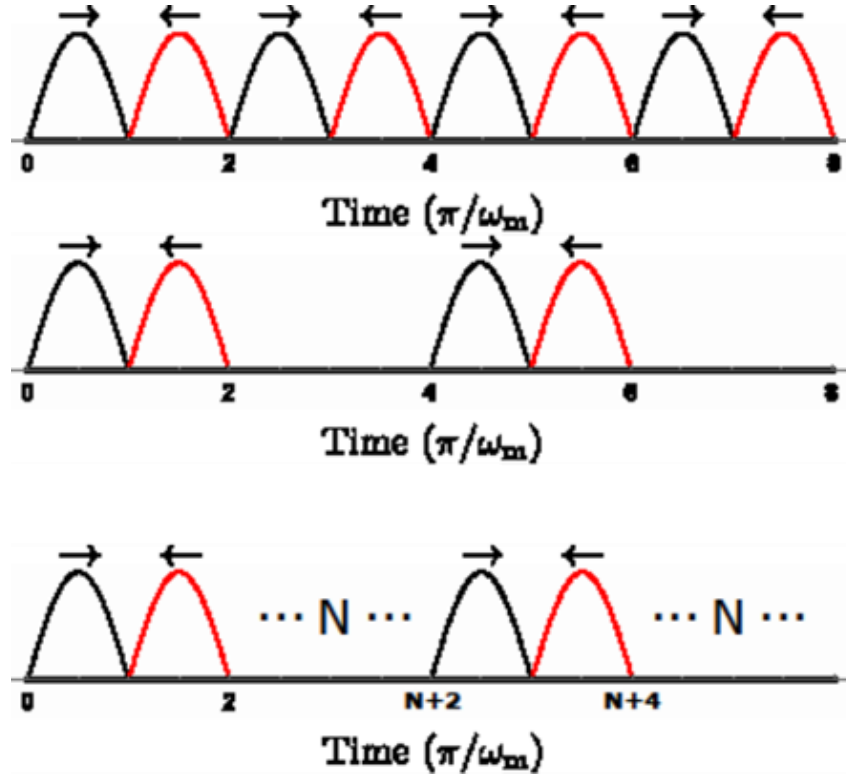 → ← → ← → ← → ←
0 2 4 6 8
Time (π/ωₘ)
→ ← → ←
0 2 4 6 8
Time (π/ωₘ)
→ ← → ←
··· N ··· ··· N ···
0 2 N+2 N+4
Time (π/ωₘ)